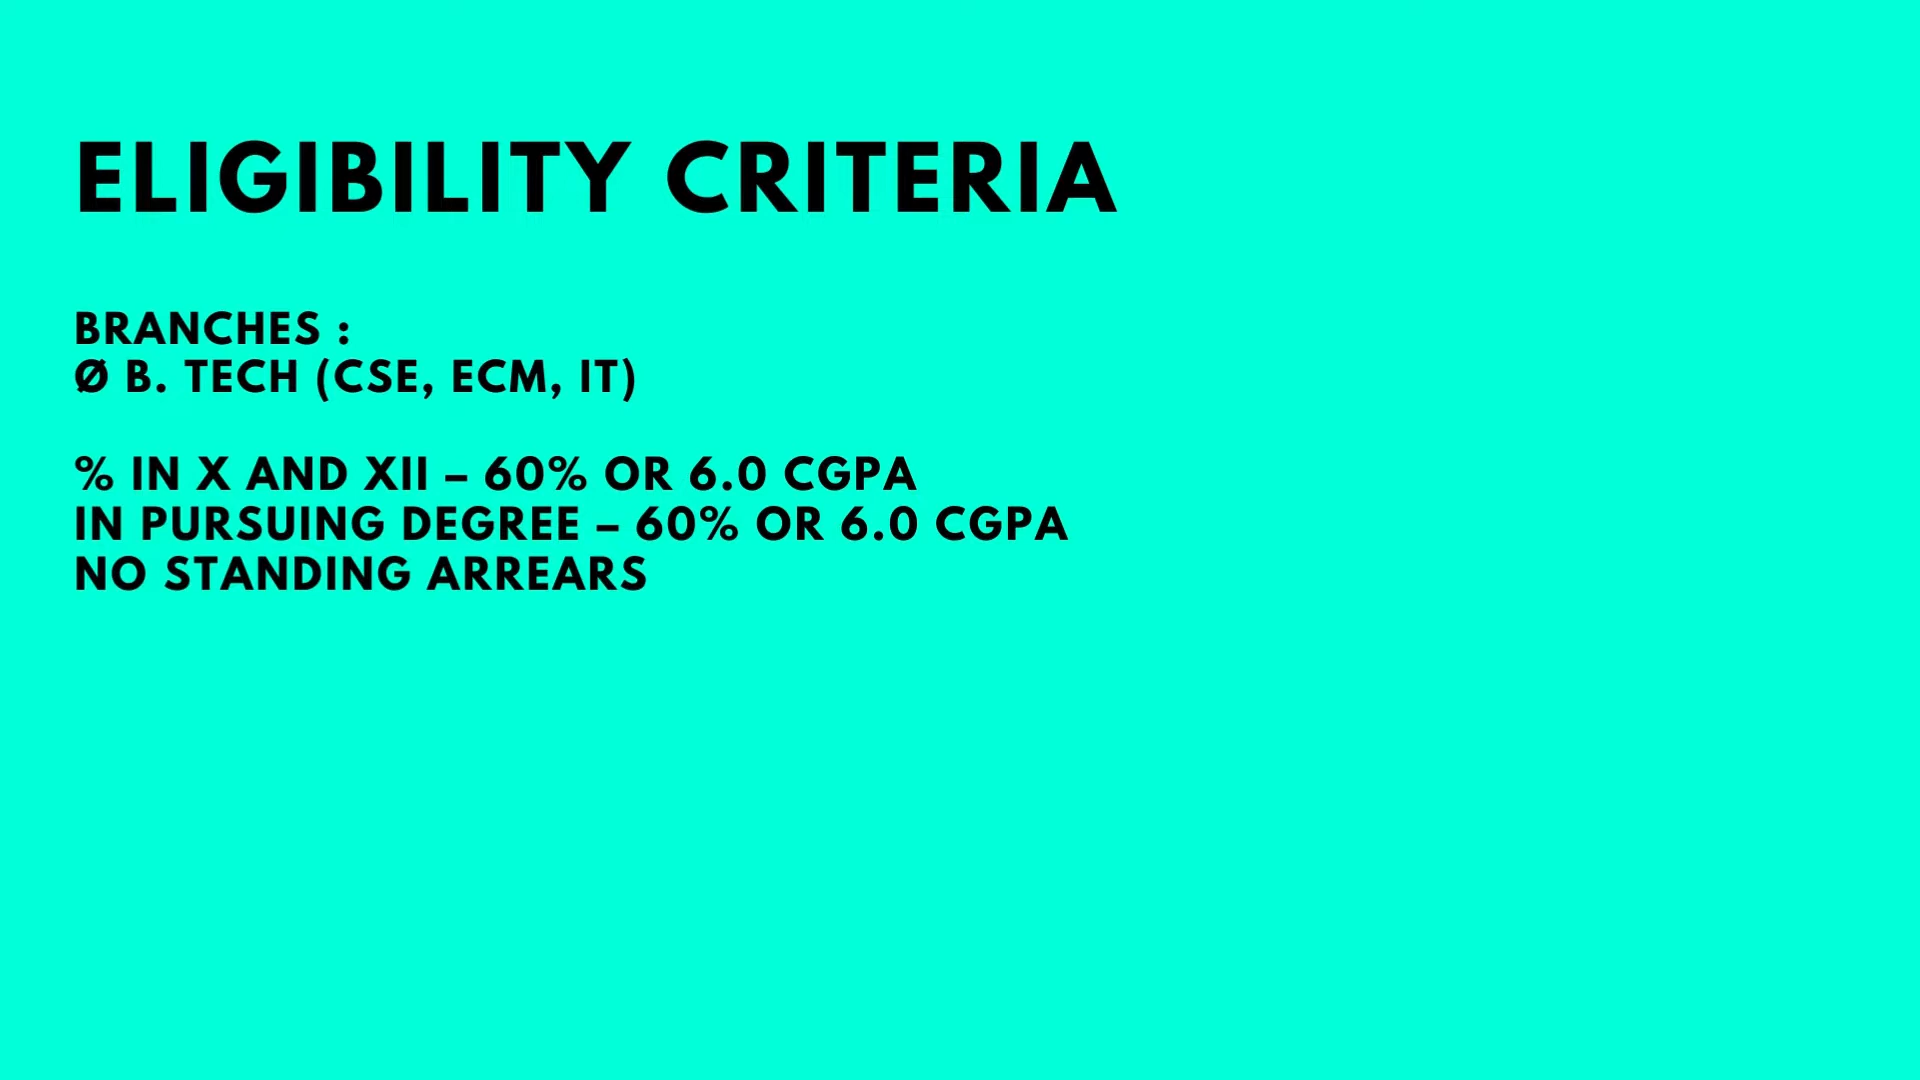 ELIGIBILITY CRITERIA
BRANCHES :
Ø B. TECH (CSE, ECM, IT)
% IN X AND XII – 60% OR 6.0 CGPA
IN PURSUING DEGREE – 60% OR 6.0 CGPA
NO STANDING ARREARS